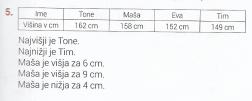 5.
Ime Tone Maša Eva Tim
Višina v cm 162 cm 158 cm 152 cm 149 cm
Najvišji je Tone.
Najnižji je Tim.
Maša je višja za 6 cm.
Maša je višja za 9 cm.
Maša je nižja za 4 cm.